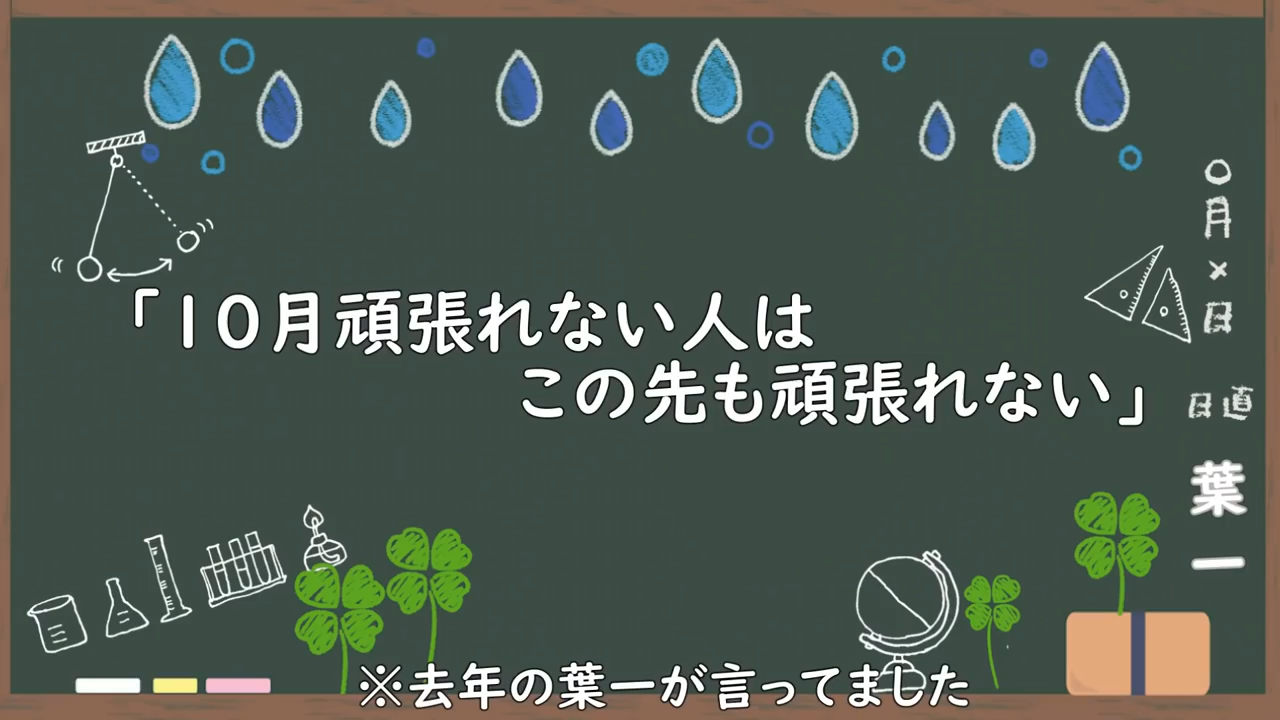 「10月頑張れない人は
この先も頑張れない」
〇月×日
日直
葉一
※去年の葉一が言ってました